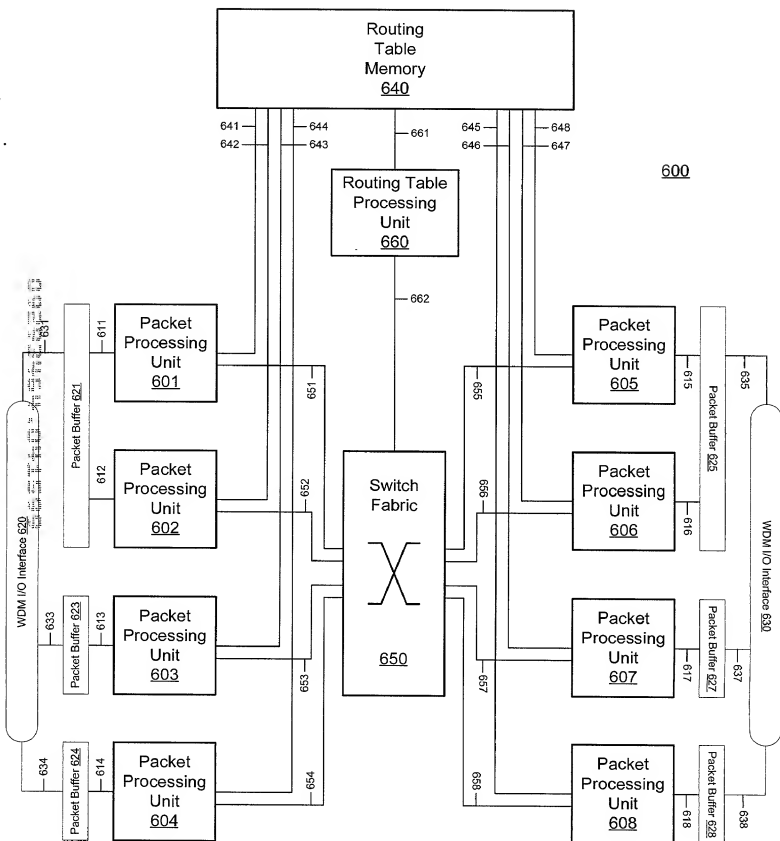 Routing
Table
Memory
640
641
642
644
643
661
645
646
648
647
600
Routing Table
Processing
Unit
660
662
631
611
Packet
Processing
Unit
601
651
Packet Buffer 621
612
Packet
Processing
Unit
602
652
WDM I/O Interface 620
633
Packet Buffer 623
613
Packet
Processing
Unit
603
653
634
Packet Buffer 624
614
Packet
Processing
Unit
604
654
Switch
Fabric
650
655
Packet
Processing
Unit
605
615
Packet Buffer 625
635
656
Packet
Processing
Unit
606
616
WDM I/O Interface 630
657
Packet
Processing
Unit
607
617
Packet Buffer 627
637
658
Packet
Processing
Unit
608
618
Packet Buffer 628
638